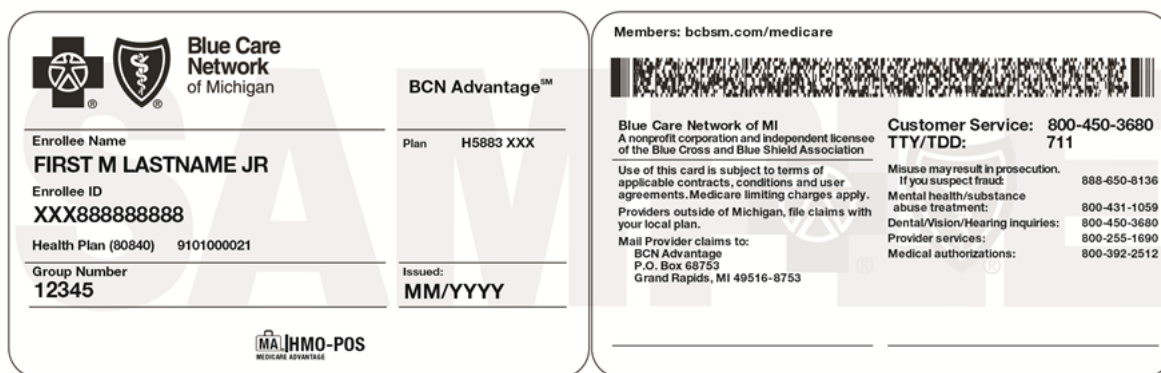 Blue Care
Network
of Michigan
®
®
BCN Advantage℠
Enrollee Name
FIRST M LASTNAME JR
Plan H5883 XXX
Enrollee ID
XXX888888888
Health Plan (80840) 9101000021
Group Number
12345
Issued:
MM/YYYY
MA HMO-POS
MEDICARE ADVANTAGE
Members: bcbsm.com/medicare
Blue Care Network of MI
A nonprofit corporation and independent licensee
of the Blue Cross and Blue Shield Association
Use of this card is subject to terms of
applicable contracts, conditions and user
agreements. Medicare limiting charges apply.
Providers outside of Michigan, file claims with
your local plan.
Mail Provider claims to:
BCN Advantage
P.O. Box 68753
Grand Rapids, MI 49516-8753
Customer Service: 800-450-3680
TTY/TDD: 711
Misuse may result in prosecution.
If you suspect fraud: 888-650-8136
Mental health/substance
abuse treatment: 800-431-1059
Dental/Vision/Hearing inquiries: 800-450-3680
Provider services: 800-255-1690
Medical authorizations: 800-392-2512
SAMPLE